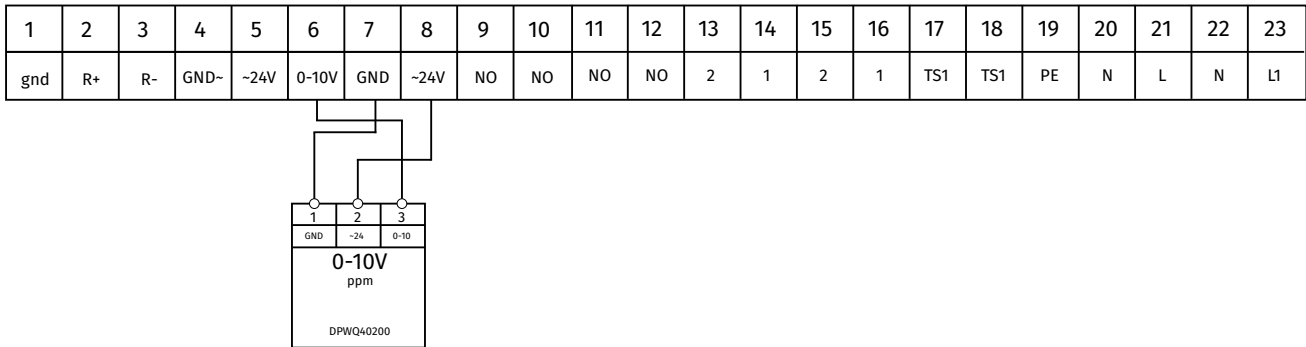 1 2 3 4 5 6 7 8 9 10 11 12 13 14 15 16 17 18 19 20 21 22 23
gnd R+ R- GND~ ~24V 0-10V GND ~24V NO NO NO NO 2 1 2 1 TS1 TS1 PE N L N L1
1 2 3
GND ~24 0-10
0-10V
ppm
DPWQ40200